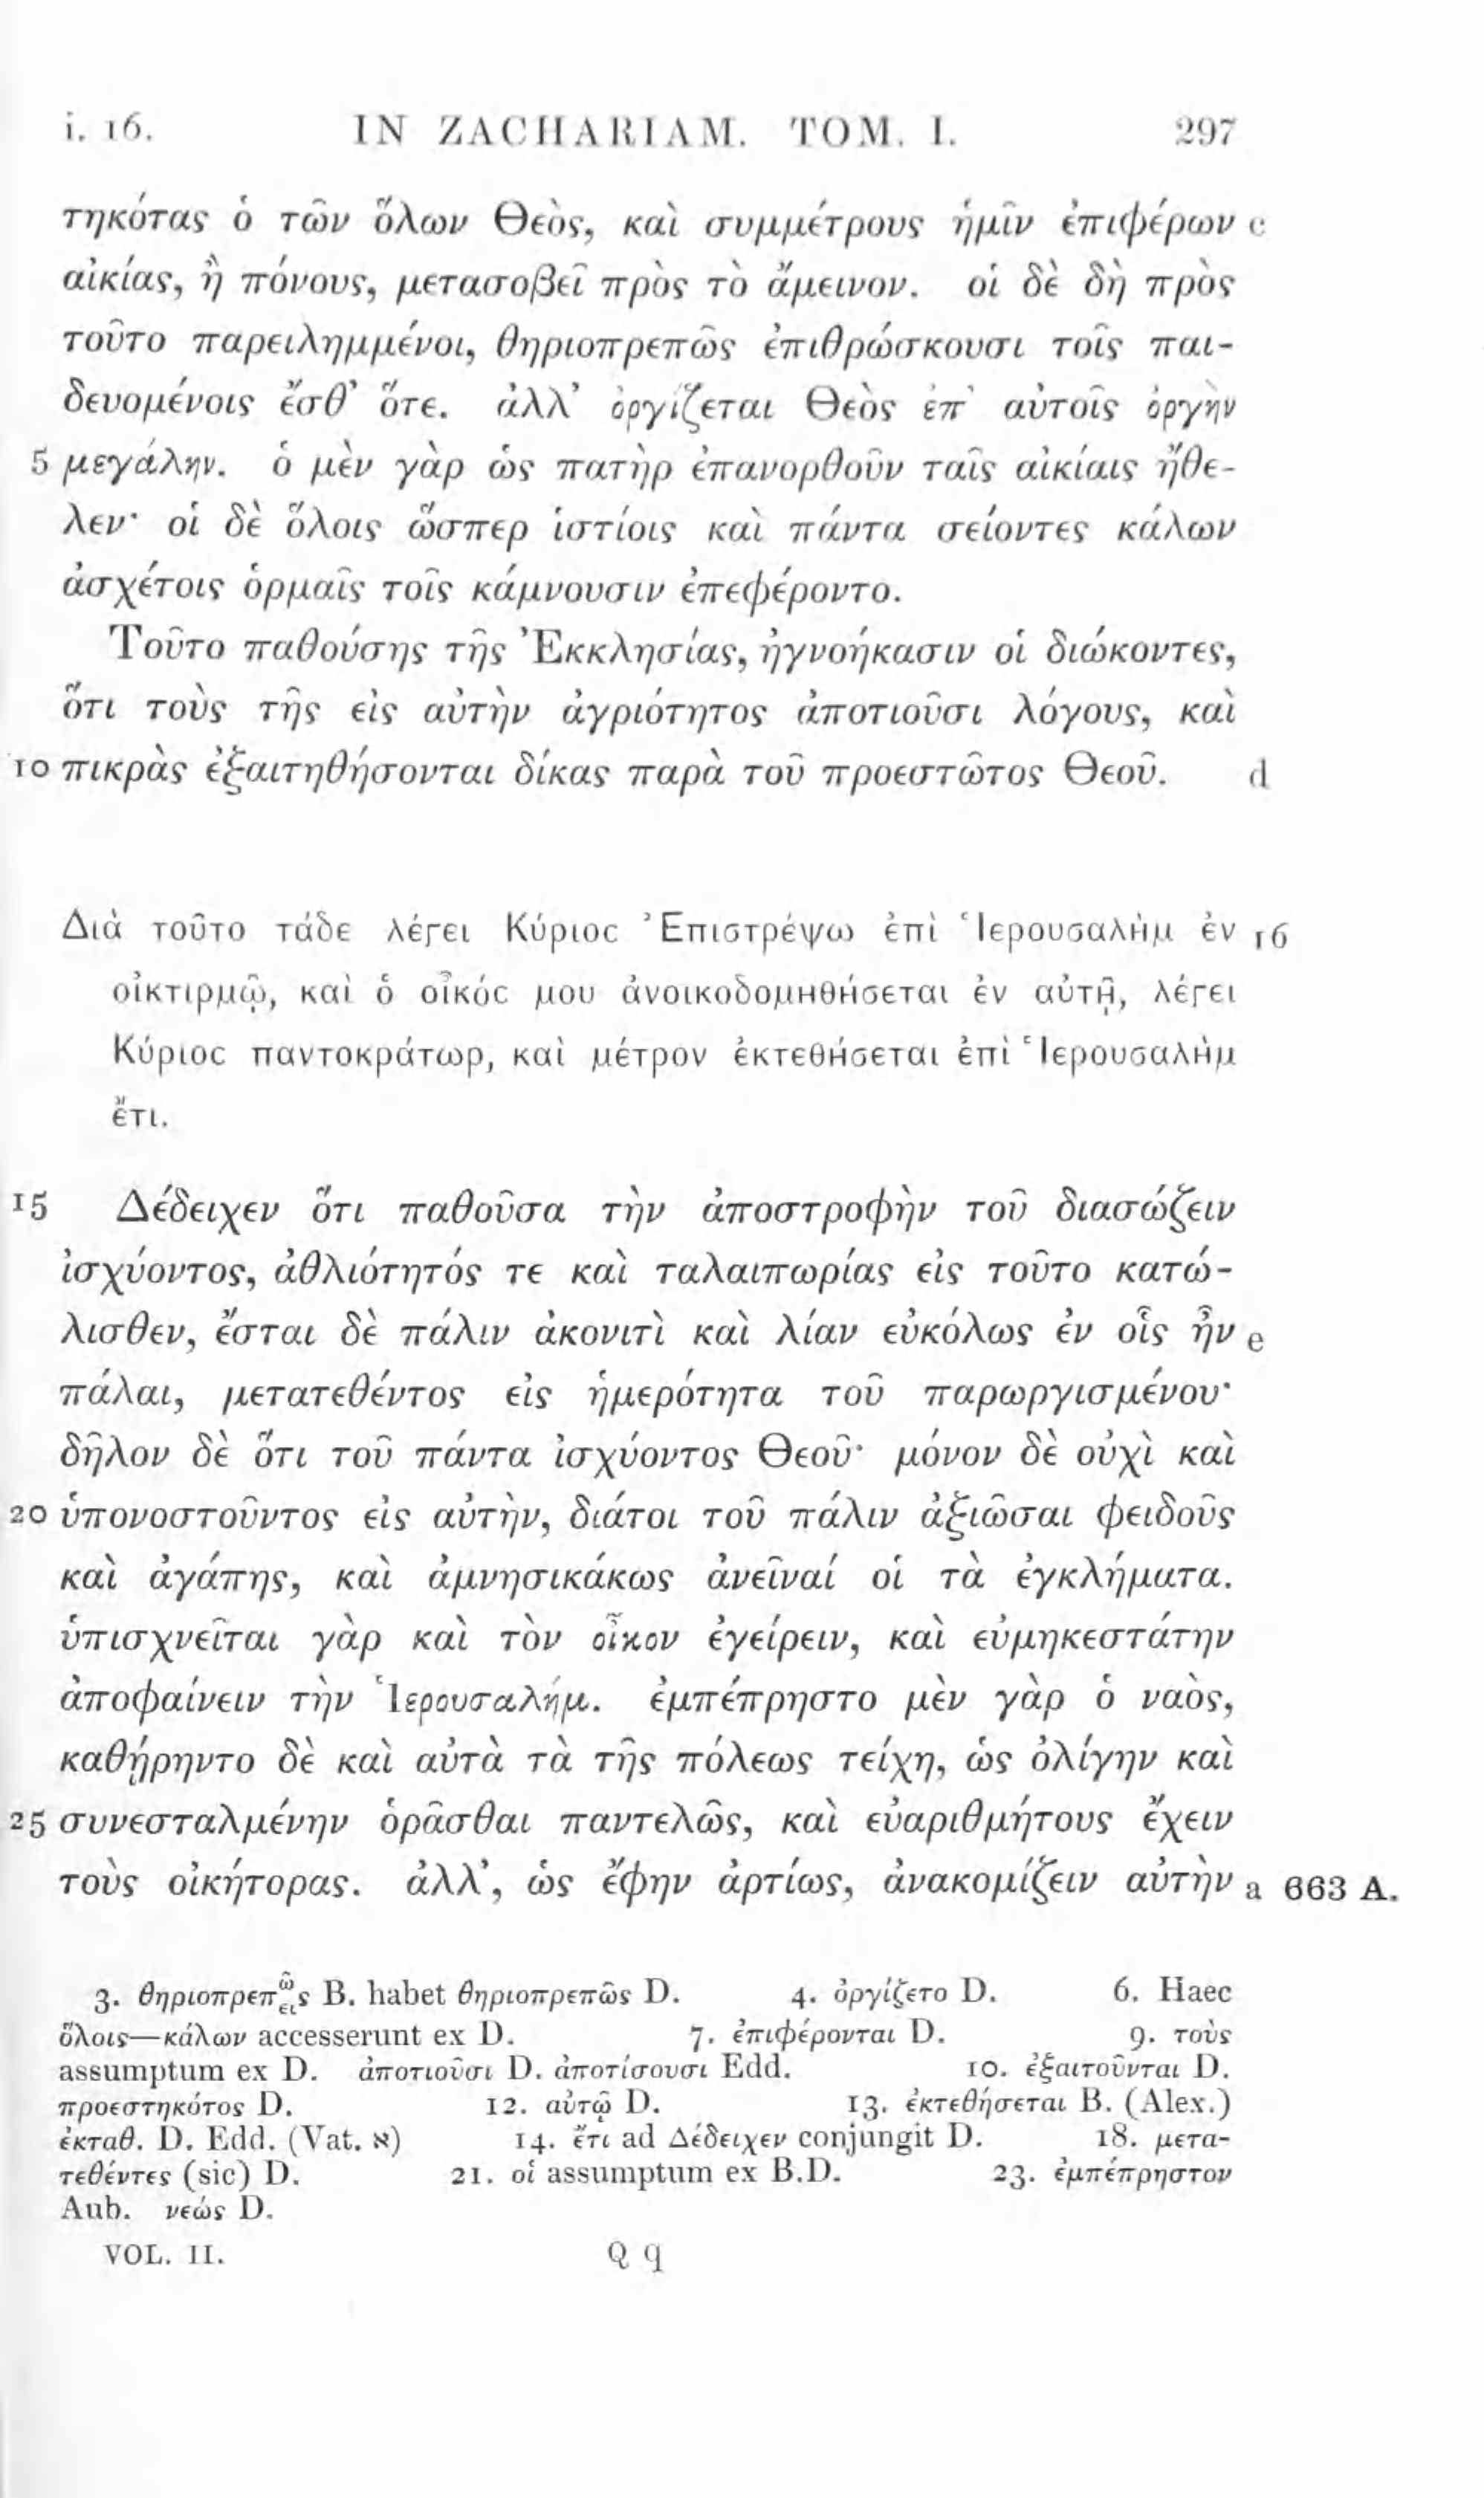 i. 16. IN ZACHARIAM. TOM. I. 297
τηκότας ὁ τῶν ὅλων Θεὸς, καὶ συμμέτρους ἡμῖν ἐπιφέρων c
αἰκίας, ἢ πόνους, μετασοβεῖ πρὸς τὸ ἄμεινον. οἱ δὲ δὴ πρὸς
τοῦτο παρειλημμένοι, θηριοπρεπῶς ἐπιθρώσκουσι τοῖς παι-
δευομένοις ἔσθ’ ὅτε. ἀλλ’ ὀργίζεται Θεὸς ἐπ’ αὐτοῖς ὀργὴν
5 μεγάλην. ὁ μὲν γὰρ ὡς πατὴρ ἐπανορθοῦν ταῖς αἰκίαις ἤθε-
λεν· οἱ δὲ ὅλοις ὥσπερ ἱστίοις καὶ πάντα σείοντες κάλων
ἀσχέτοις ὁρμαῖς τοῖς κάμνουσιν ἐπεφέροντο.
Τοῦτο παθούσης τῆς Ἐκκλησίας, ἠγνοήκασιν οἱ διώκοντες,
ὅτι τοὺς τῆς εἰς αὐτὴν ἀγριότητος ἀποτιοῦσι λόγους, καὶ
10 πικρὰς ἐξαιτηθήσονται δίκας παρὰ τοῦ προεστῶτος Θεοῦ. d
Διὰ τοῦτο τάδε λέγει Κύριος Ἐπιστρέψω ἐπὶ Ἱερουσαλὴμ ἐν 16
οἰκτιρμῷ, καὶ ὁ οἶκός μου ἀνοικοδομηθήσεται ἐν αὐτῇ, λέγει
Κύριος παντοκράτωρ, καὶ μέτρον ἐκτεθήσεται ἐπὶ Ἱερουσαλὴμ
ἔτι.
15 Δέδειχεν ὅτι παθοῦσα τὴν ἀποστροφὴν τοῦ διασώζειν
ἰσχύοντος, ἀθλιότητός τε καὶ ταλαιπωρίας εἰς τοῦτο κατώ-
λισθεν, ἔσται δὲ πάλιν ἀκονιτὶ καὶ λίαν εὐκόλως ἐν οἷς ἦν e
πάλαι, μετατεθέντος εἰς ἡμερότητα τοῦ παρωργισμένου·
δῆλον δὲ ὅτι τοῦ πάντα ἰσχύοντος Θεοῦ· μόνον δὲ οὐχὶ καὶ
20 ὑπονοστοῦντος εἰς αὐτὴν, διάτοι τοῦ πάλιν ἀξιῶσαι φειδοῦς
καὶ ἀγάπης, καὶ ἀμνησικάκως ἀνεῖναί οἱ τὰ ἐγκλήματα.
ὑπισχνεῖται γὰρ καὶ τὸν οἶκον ἐγείρειν, καὶ εὐμηκεστάτην
ἀποφαίνειν τὴν Ἱερουσαλήμ. ἐμπέπρηστο μὲν γὰρ ὁ ναὸς,
καθῄρηντο δὲ καὶ αὐτὰ τὰ τῆς πόλεως τείχη, ὡς ὀλίγην καὶ
25 συνεσταλμένην ὁρᾶσθαι παντελῶς, καὶ εὐαριθμήτους ἔχειν
τοὺς οἰκήτορας. ἀλλ’, ὡς ἔφην ἀρτίως, ἀνακομίζειν αὐτὴν a 663 A.
3. θηριοπρεπῶ/ειs B. habet θηριοπρεπῶς D. 4. ὀργίζετο D. 6. Haec
ὅλοις—κάλων accesserunt ex D. 7. ἐπιφέρονται D. 9. τοὺς
assumptum ex D. ἀποτιοῦσι D. ἀποτίσουσι Edd. 10. ἐξαιτοῦνται D.
προεστηκότος D. 12. αὐτῷ D. 13. ἐκτεθήσεται B. (Alex.)
ἐκταθ. D. Edd. (Vat. א) 14. ἔτι ad Δέδειχεν conjungit D. 18. μετα-
τεθέντες (sic) D. 21. οἱ assumptum ex B.D. 23. ἐμπέπρηστον
Aub. νεώς D.
VOL. II. Q q